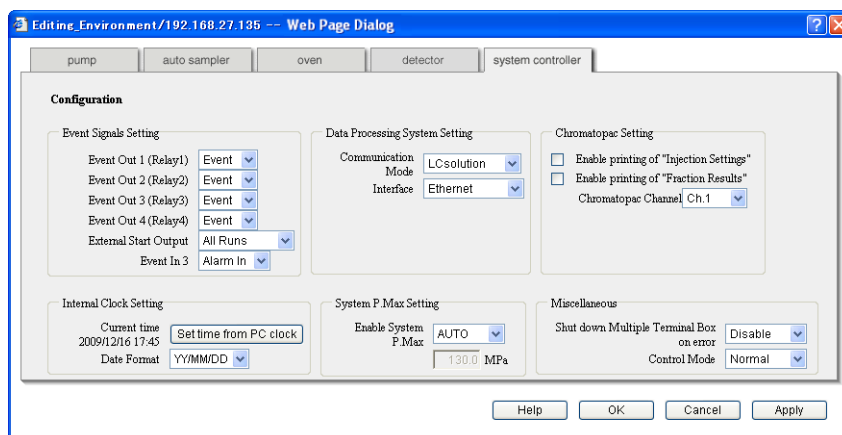 Editing_Environment/192.168.27.135 -- Web Page Dialog
pump
auto sampler
oven
detector
system controller
Configuration
Event Signals Setting
Event Out 1 (Relay1) Event
Event Out 2 (Relay2) Event
Event Out 3 (Relay3) Event
Event Out 4 (Relay4) Event
External Start Output All Runs
Event In 3 Alarm In
Data Processing System Setting
Communication
Mode LCsolution
Interface Ethernet
Chromatopac Setting
Enable printing of "Injection Settings"
Enable printing of "Fraction Results"
Chromatopac Channel Ch.1
Internal Clock Setting
Current time
2009/12/16 17:45 Set time from PC clock
Date Format YY/MM/DD
System P.Max Setting
Enable System
P.Max AUTO
130.0 MPa
Miscellaneous
Shut down Multiple Terminal Box
on error Disable
Control Mode Normal
Help OK Cancel Apply